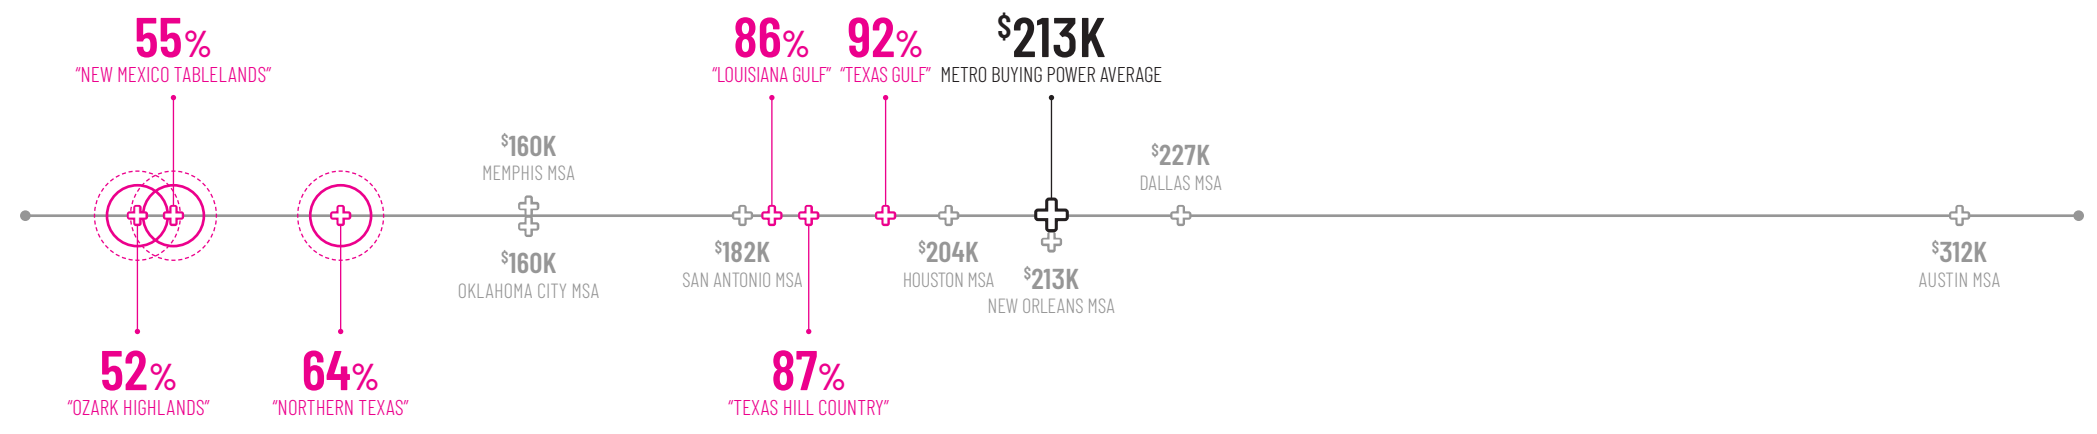 55%
“NEW MEXICO TABLELANDS”
86%
“LOUISIANA GULF”
92%
“TEXAS GULF”
$213K
METRO BUYING POWER AVERAGE
$160K
MEMPHIS MSA
$227K
DALLAS MSA
$160K
OKLAHOMA CITY MSA
$182K
SAN ANTONIO MSA
$204K
HOUSTON MSA
$213K
NEW ORLEANS MSA
$312K
AUSTIN MSA
52%
“OZARK HIGHLANDS”
64%
“NORTHERN TEXAS”
87%
“TEXAS HILL COUNTRY”